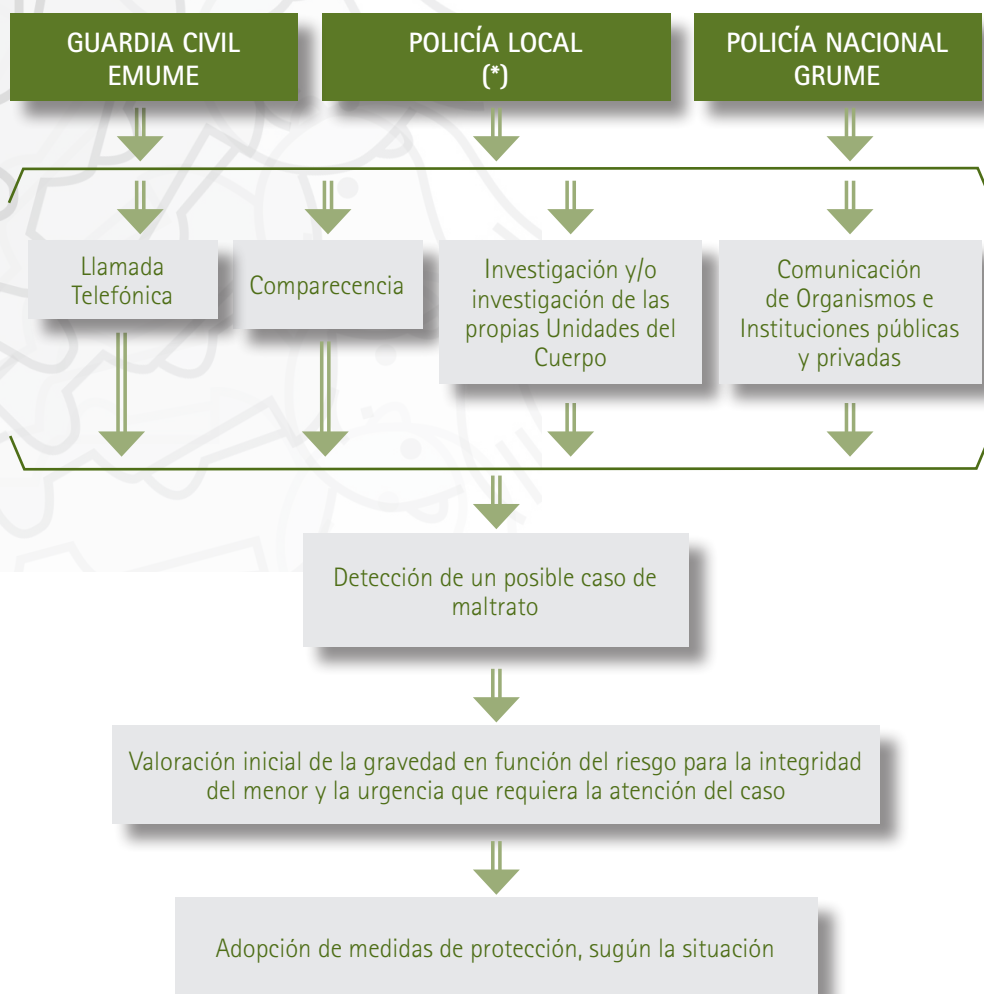 GUARDIA CIVIL
EMUME
POLICÍA LOCAL
(*)
POLICÍA NACIONAL
GRUME
Llamada
Telefónica
Comparecencia
Investigación y/o
investigación de las
propias Unidades del
Cuerpo
Comunicación
de Organismos e
Instituciones públicas
y privadas
Detección de un posible caso de
maltrato
Valoración inicial de la gravedad en función del riesgo para la integridad
del menor y la urgencia que requiera la atención del caso
Adopción de medidas de protección, sugún la situación